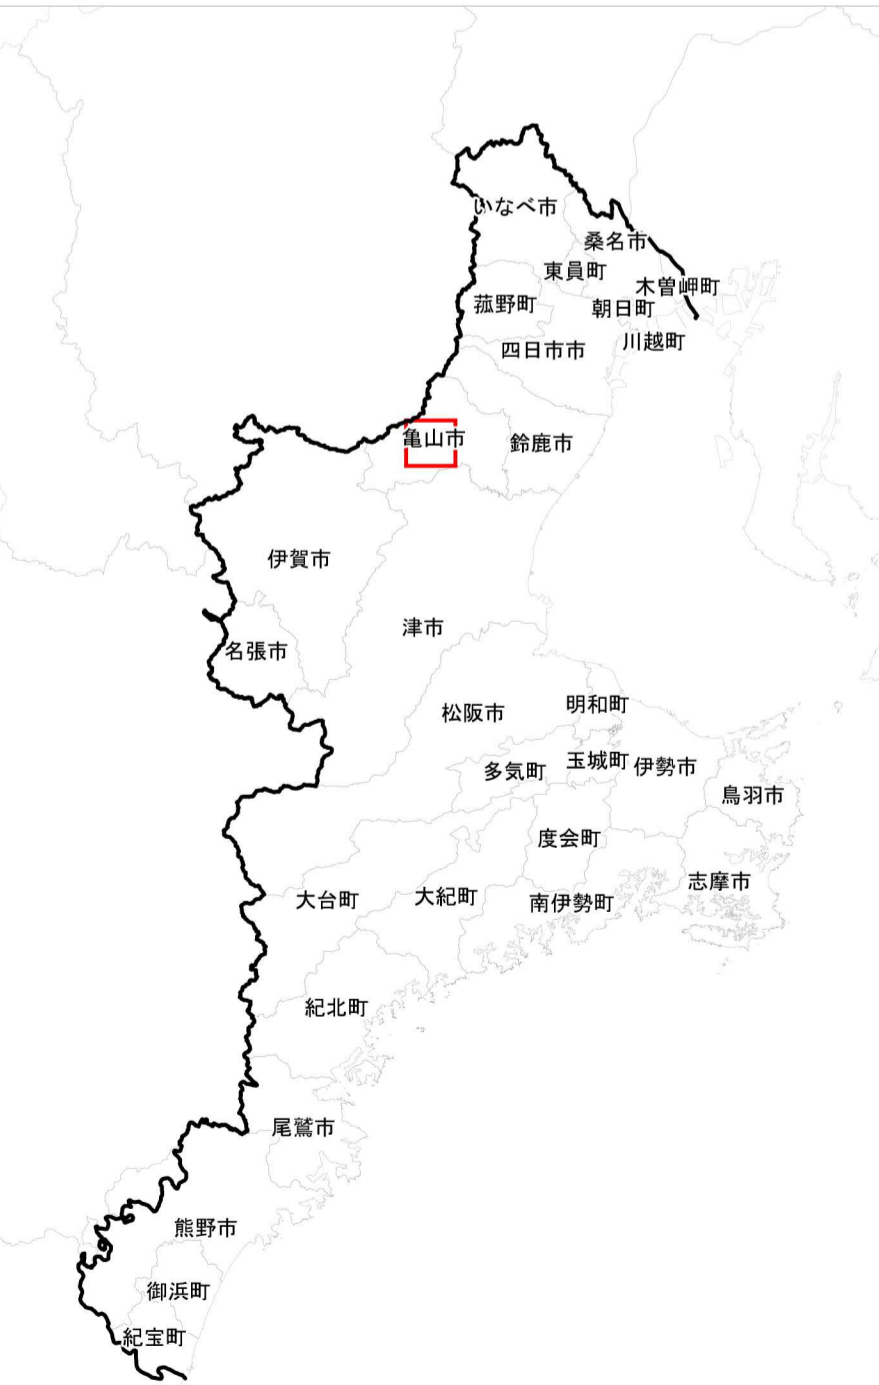 いなべ市
桑名市
東員町
木曽岬町
菰野町
朝日町
川越町
四日市市
亀山市
鈴鹿市
伊賀市
津市
名張市
明和町
松阪市
玉城町
伊勢市
多気町
鳥羽市
度会町
志摩市
大台町
大紀町
南伊勢町
紀北町
尾鷲市
熊野市
御浜町
紀宝町